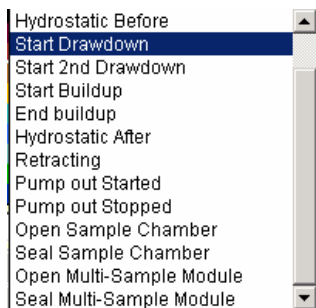 Hydrostatic Before
Start Drawdown
Start 2nd Drawdown
Start Buildup
End buildup
Hydrostatic After
Retracting
Pump out Started
Pump out Stopped
Open Sample Chamber
Seal Sample Chamber
Open Multi-Sample Module
Seal Multi-Sample Module